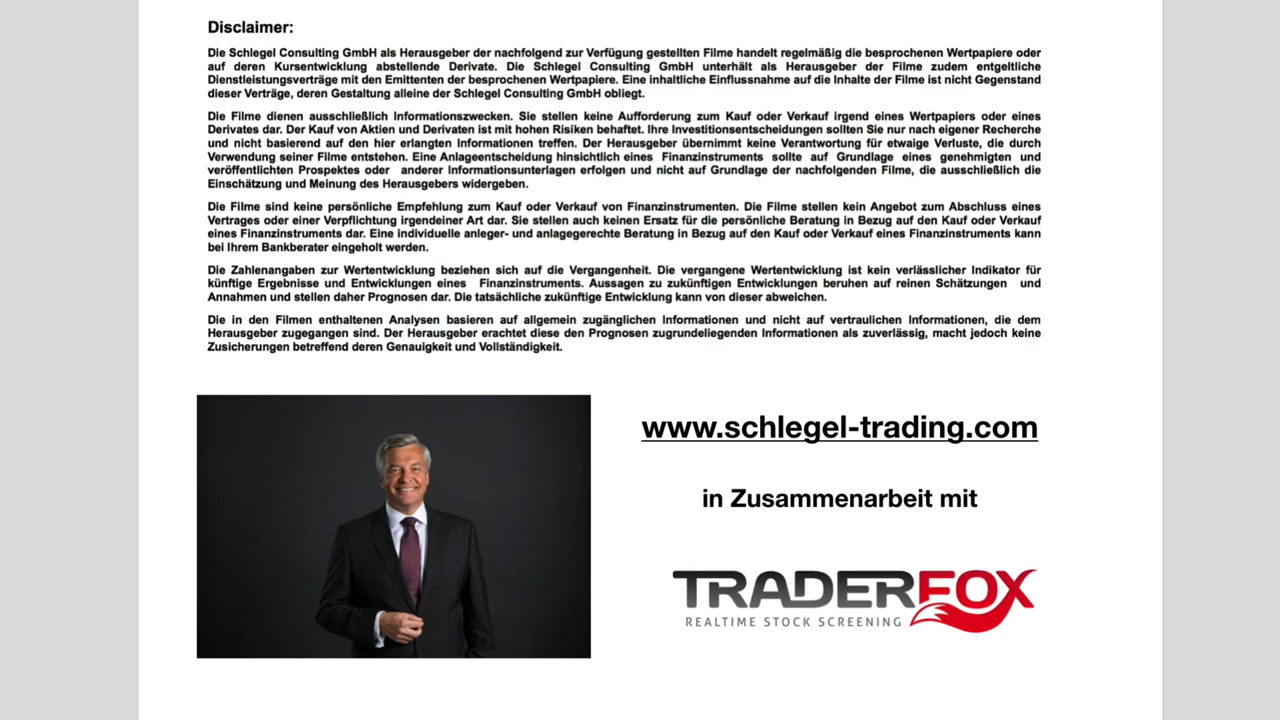 Disclaimer:
Die Schlegel Consulting GmbH als Herausgeber der nachfolgend zur Verfügung gestellten Filme handelt regelmäßig die besprochenen Wertpapiere oder
auf deren Kursentwicklung abstellende Derivate. Die Schlegel Consulting GmbH unterhält als Herausgeber der Filme zudem entgeltliche
Dienstleistungsverträge mit den Emittenten der besprochenen Wertpapiere. Eine inhaltliche Einflussnahme auf die Inhalte der Filme ist nicht Gegenstand
dieser Verträge, deren Gestaltung alleine der Schlegel Consulting GmbH obliegt.
Die Filme dienen ausschließlich Informationszwecken. Sie stellen keine Aufforderung zum Kauf oder Verkauf irgend eines Wertpapiers oder eines
Derivates dar. Der Kauf von Aktien und Derivaten ist mit hohen Risiken behaftet. Ihre Investitionsentscheidungen sollten Sie nur nach eigener Recherche
und nicht basierend auf den hier erlangten Informationen treffen. Der Herausgeber übernimmt keine Verantwortung für etwaige Verluste, die durch
Verwendung seiner Filme entstehen. Eine Anlageentscheidung hinsichtlich eines Finanzinstruments sollte auf Grundlage eines genehmigten und
veröffentlichten Prospektes oder anderer Informationsunterlagen erfolgen und nicht auf Grundlage der nachfolgenden Filme, die ausschließlich die
Einschätzung und Meinung des Herausgebers widergeben.
Die Filme sind keine persönliche Empfehlung zum Kauf oder Verkauf von Finanzinstrumenten. Die Filme stellen kein Angebot zum Abschluss eines
Vertrages oder einer Verpflichtung irgendeiner Art dar. Sie stellen auch keinen Ersatz für die persönliche Beratung in Bezug auf den Kauf oder Verkauf
eines Finanzinstruments dar. Eine individuelle anleger- und anlagegerechte Beratung in Bezug auf den Kauf oder Verkauf eines Finanzinstruments kann
bei Ihrem Bankberater eingeholt werden.
Die Zahlenangaben zur Wertentwicklung beziehen sich auf die Vergangenheit. Die vergangene Wertentwicklung ist kein verlässlicher Indikator für
künftige Ergebnisse und Entwicklungen eines Finanzinstruments. Aussagen zu zukünftigen Entwicklungen beruhen auf reinen Schätzungen und
Annahmen und stellen daher Prognosen dar. Die tatsächliche zukünftige Entwicklung kann von dieser abweichen.
Die in den Filmen enthaltenen Analysen basieren auf allgemein zugänglichen Informationen und nicht auf vertraulichen Informationen, die dem
Herausgeber zugegangen sind. Der Herausgeber erachtet diese den Prognosen zugrundeliegenden Informationen als zuverlässig, macht jedoch keine
Zusicherungen betreffend deren Genauigkeit und Vollständigkeit.
www.schlegel-trading.com
in Zusammenarbeit mit
TRADERFOX
REALTIME STOCK SCREENING